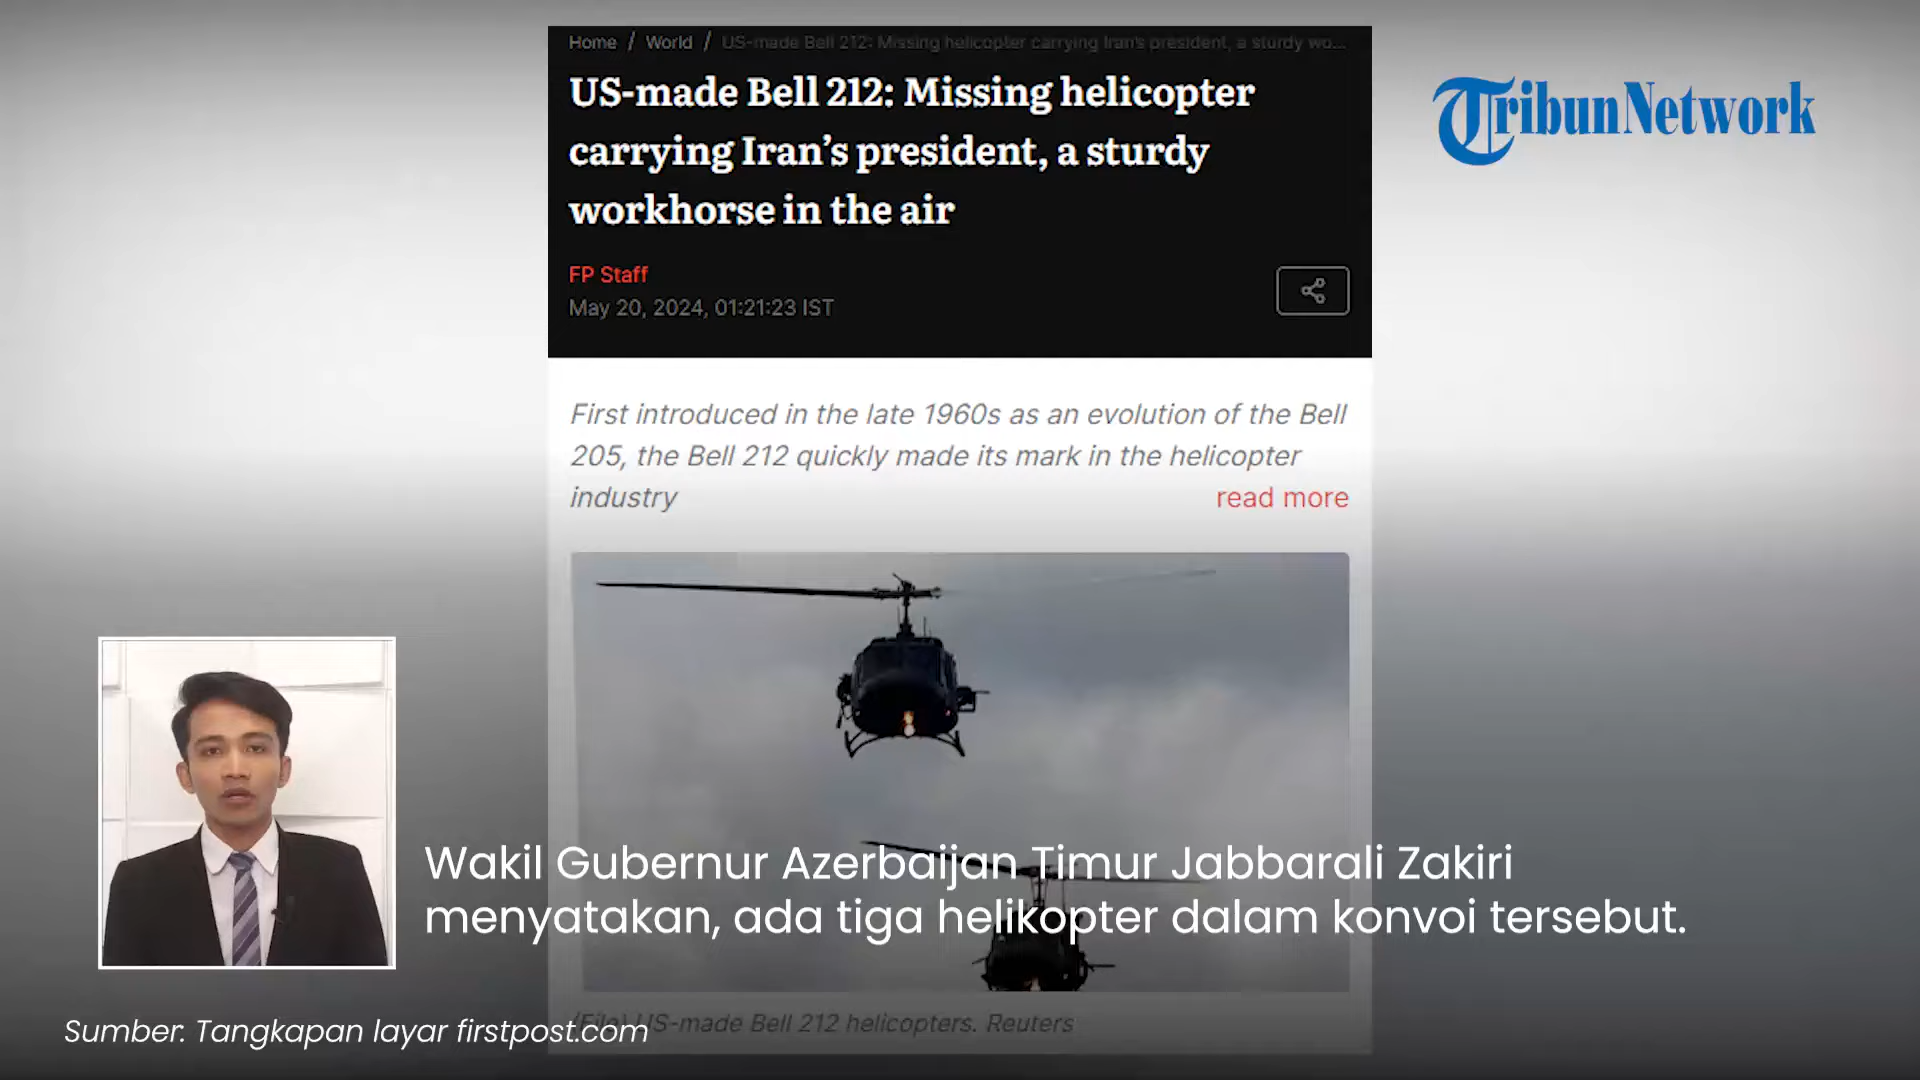 Home / World / US-made Bell 212: Missing helicopter carrying Iran's president, a sturdy wo...
US-made Bell 212: Missing helicopter
carrying Iran’s president, a sturdy
workhorse in the air
TribunNetwork
FP Staff
May 20, 2024, 01:21:23 IST
First introduced in the late 1960s as an evolution of the Bell
205, the Bell 212 quickly made its mark in the helicopter
industry
read more
Wakil Gubernur Azerbaijan Timur Jabbarali Zakiri
menyatakan, ada tiga helikopter dalam konvoi tersebut.
(File) US-made Bell 212 helicopters. Reuters
Sumber: Tangkapan layar firstpost.com